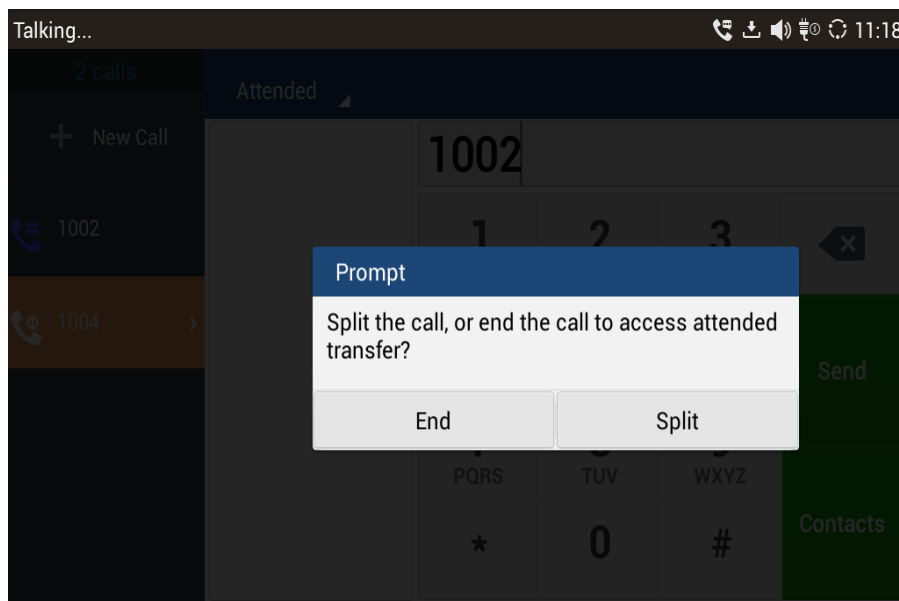 Talking...
11:18
2 calls
New Call
1002
1004
Attended
1002
1
2
3
Prompt
Split the call, or end the call to access attended
transfer?
End
Split
Send
PQRS
TUV
WXYZ
*
0
#
Contacts